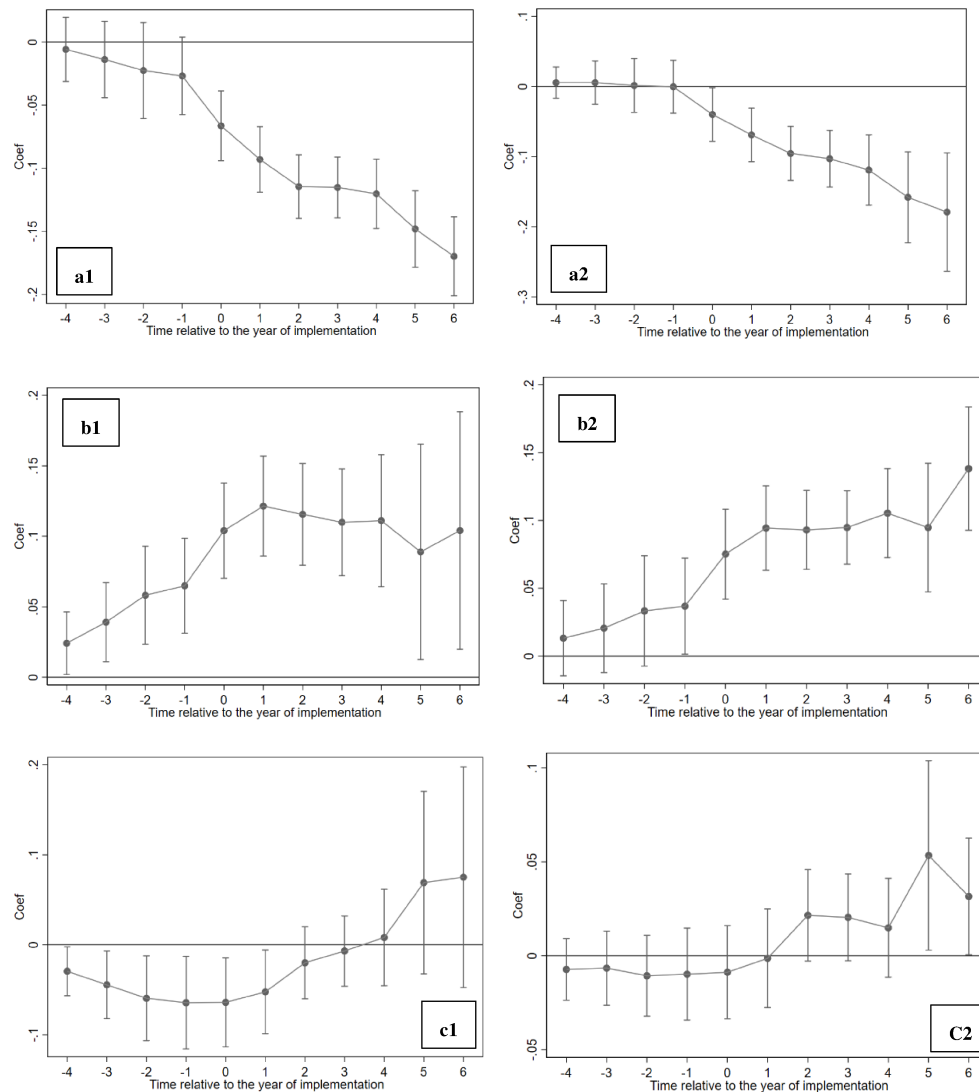 0
-.05
-.1
-.15
-.2
Coef
a1
-4 -3 -2 -1 0 1 2 3 4 5 6
Time relative to the year of implementation
.1
0
-.1
-.2
-.3
Coef
a2
-4 -3 -2 -1 0 1 2 3 4 5 6
Time relative to the year of implementation
.2
.15
.1
.05
0
Coef
b1
-4 -3 -2 -1 0 1 2 3 4 5 6
Time relative to the year of implementation
.2
.15
.1
.05
0
Coef
b2
-4 -3 -2 -1 0 1 2 3 4 5 6
Time relative to the year of implementation
.2
.1
0
-.1
Coef
c1
-4 -3 -2 -1 0 1 2 3 4 5 6
Time relative to the year of implementation
.1
.05
0
-.05
Coef
C2
-4 -3 -2 -1 0 1 2 3 4 5 6
Time relative to the year of implementation